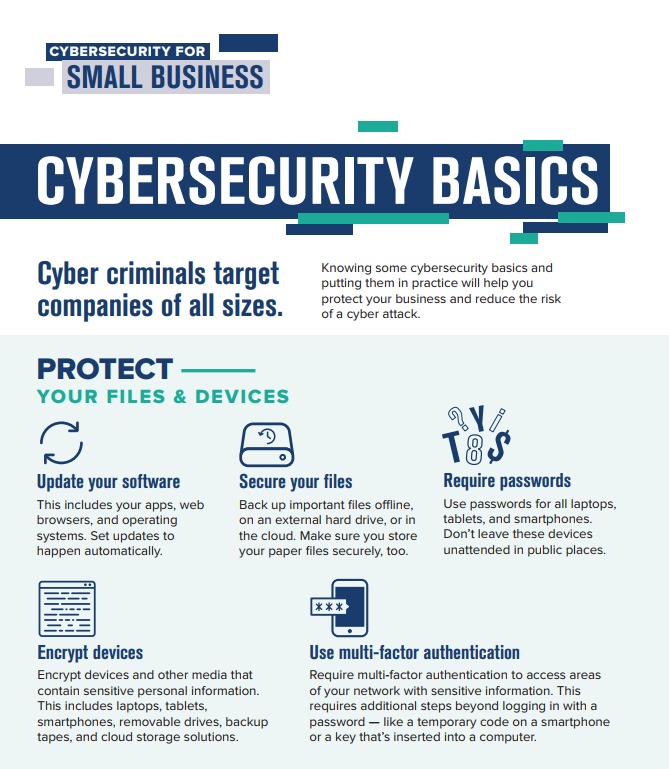 CYBERSECURITY FOR
SMALL BUSINESS
CYBERSECURITY BASICS
Cyber criminals target
companies of all sizes.
Knowing some cybersecurity basics and
putting them in practice will help you
protect your business and reduce the risk
of a cyber attack.
PROTECT
YOUR FILES & DEVICES
Update your software
This includes your apps, web
browsers, and operating
systems. Set updates to
happen automatically.
Secure your files
Back up important files offline,
on an external hard drive, or in
the cloud. Make sure you store
your paper files securely, too.
?Y/
T8$
Require passwords
Use passwords for all laptops,
tablets, and smartphones.
Don't leave these devices
unattended in public places.
Encrypt devices
Encrypt devices and other media that
contain sensitive personal information.
This includes laptops, tablets,
smartphones, removable drives, backup
tapes, and cloud storage solutions.
***
Use multi-factor authentication
Require multi-factor authentication to access areas
of your network with sensitive information. This
requires additional steps beyond logging in with a
password — like a temporary code on a smartphone
or a key that's inserted into a computer.